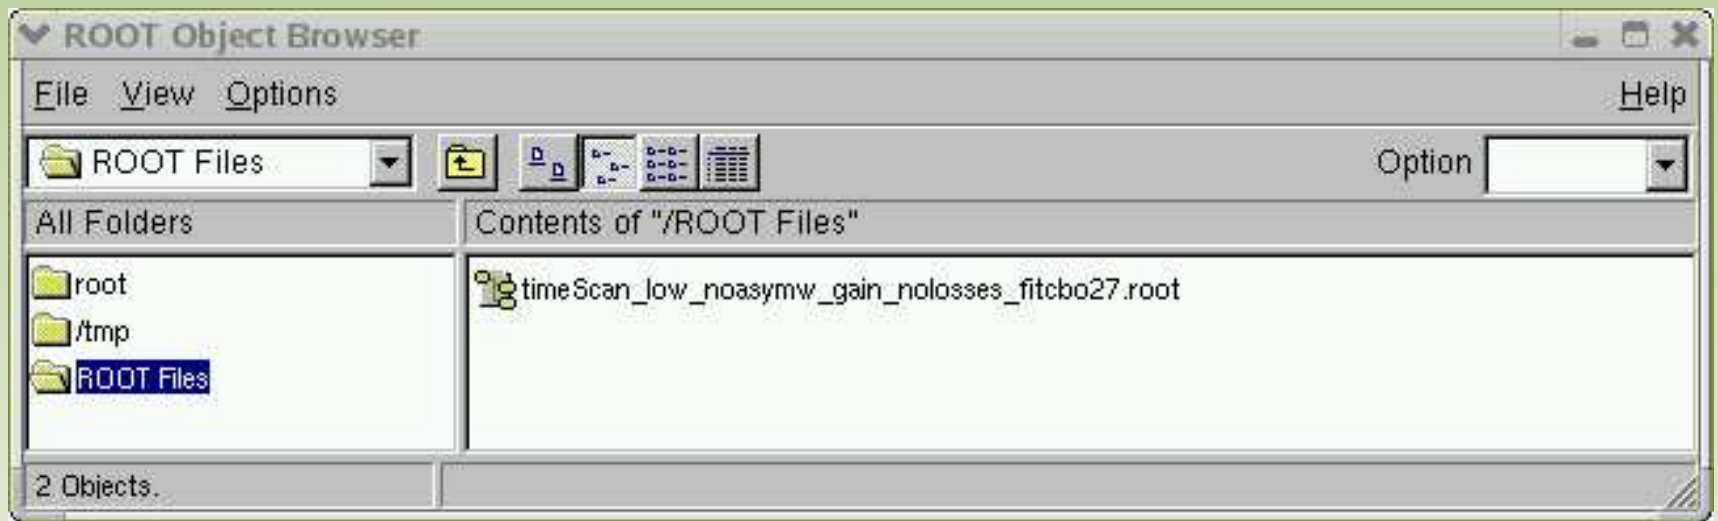 ROOT Object Browser
File View Options Help
ROOT Files Option
All Folders Contents of "/ROOT Files"
root timeScan_low_noasymw_gain_nolosses_fitcbo27.root
/tmp
ROOT Files
2 Objects.